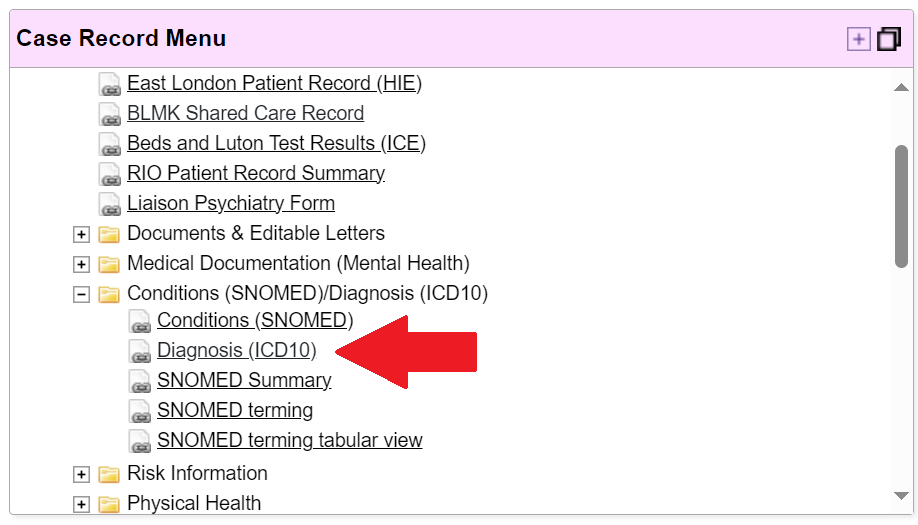 Case Record Menu
East London Patient Record (HIE)
BLMK Shared Care Record
Beds and Luton Test Results (ICE)
RIO Patient Record Summary
Liaison Psychiatry Form
Documents & Editable Letters
Medical Documentation (Mental Health)
Conditions (SNOMED)/Diagnosis (ICD10)
Conditions (SNOMED)
Diagnosis (ICD10)
SNOMED Summary
SNOMED terming
SNOMED terming tabular view
Risk Information
Physical Health